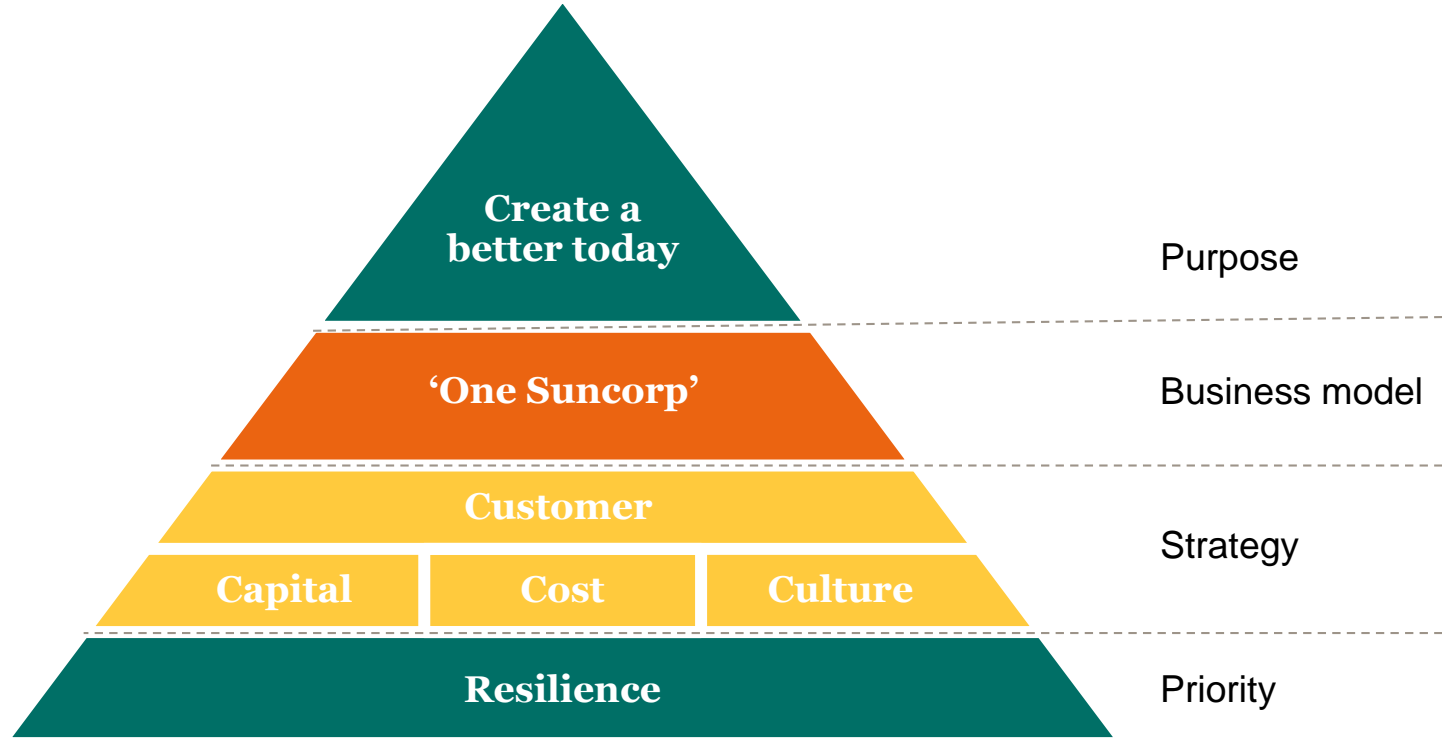 Create a
better today
Purpose
‘One Suncorp’
Business model
Customer
Strategy
Capital
Cost
Culture
Resilience
Priority